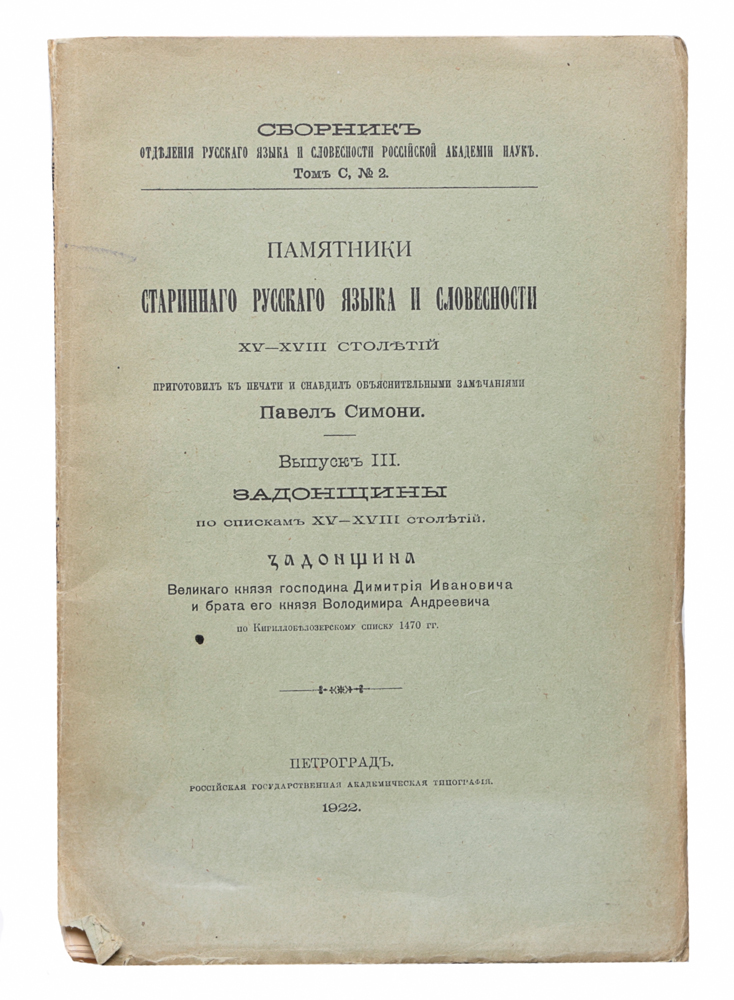 СБОРНИКЪ
ОТДѢЛЕНІЯ РУССКАГО ЯЗЫКА И СЛОВЕСНОСТИ РОССІЙСКОЙ АКАДЕМІИ НАУКЪ.
Томъ С, № 2.
ПАМЯТНИКИ
СТАРИННАГО РУССКАГО ЯЗЫКА И СЛОВЕСНОСТИ
XV—XVIII СТОЛѢТІЙ
ПРИГОТОВИЛЪ КЪ ПЕЧАТИ И СНАБДИЛЪ ОБЪЯСНИТЕЛЬНЫМИ ЗАМѢЧАНІЯМИ
Павелъ Симони.
Выпускъ III.
ЗАДОНЩИНЫ
ПО СПИСКАМЪ XV—XVIII СТОЛѢТІЙ.
ЗАДОНЩИНА
Великаго князя господина Димитрія Ивановича
и брата его князя Володимира Андреевича
по Кириллобѣлозерскому списку 1470 гг.
ПЕТРОГРАДЪ.
РОССІЙСКАЯ ГОСУДАРСТВЕННАЯ АКАДЕМИЧЕСКАЯ ТИПОГРАФІЯ.
1922.